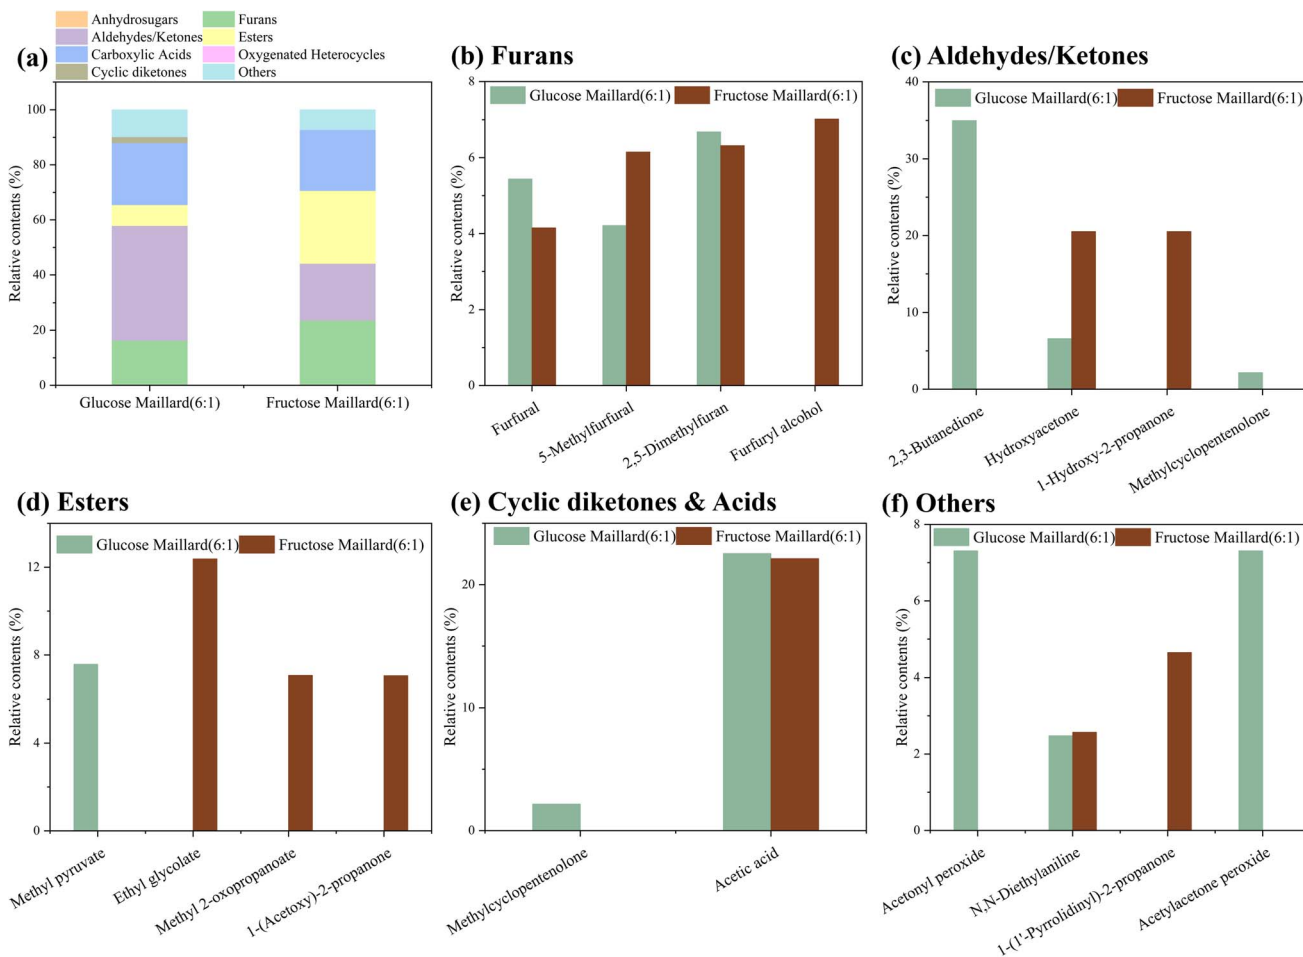 Anhydrosugars
Furans
Aldehydes/Ketones
Esters
Carboxylic Acids
Oxygenated Heterocycles
Cyclic diketones
Others
(a)
Relative contents (%)
100
80
60
40
20
0
Glucose Maillard(6:1)
Fructose Maillard(6:1)
(b) Furans
Glucose Maillard(6:1)
Fructose Maillard(6:1)
Relative contents (%)
8
6
4
2
0
Furfural
5-Methylfurfural
2,5-Dimethylfuran
Furfuryl alcohol
(c) Aldehydes/Ketones
Glucose Maillard(6:1)
Fructose Maillard(6:1)
Relative contents (%)
40
30
20
10
0
2,3-Butanedione
Hydroxyacetone
1-Hydroxy-2-propanone
Methylcyclopentenolone
(d) Esters
Glucose Maillard(6:1)
Fructose Maillard(6:1)
Relative contents (%)
12
8
4
0
Methyl pyruvate
Ethyl glycolate
Methyl 2-oxopropanoate
1-(Acetoxy)-2-propanone
(e) Cyclic diketones & Acids
Glucose Maillard(6:1)
Fructose Maillard(6:1)
Relative contents (%)
20
10
0
Methylcyclopentenolone
Acetic acid
(f) Others
Glucose Maillard(6:1)
Fructose Maillard(6:1)
Relative contents (%)
8
6
4
2
0
Acetonyl peroxide
N,N-Diethylaniline
1-(1'-Pyrrolidinyl)-2-propanone
Acetylacetone peroxide